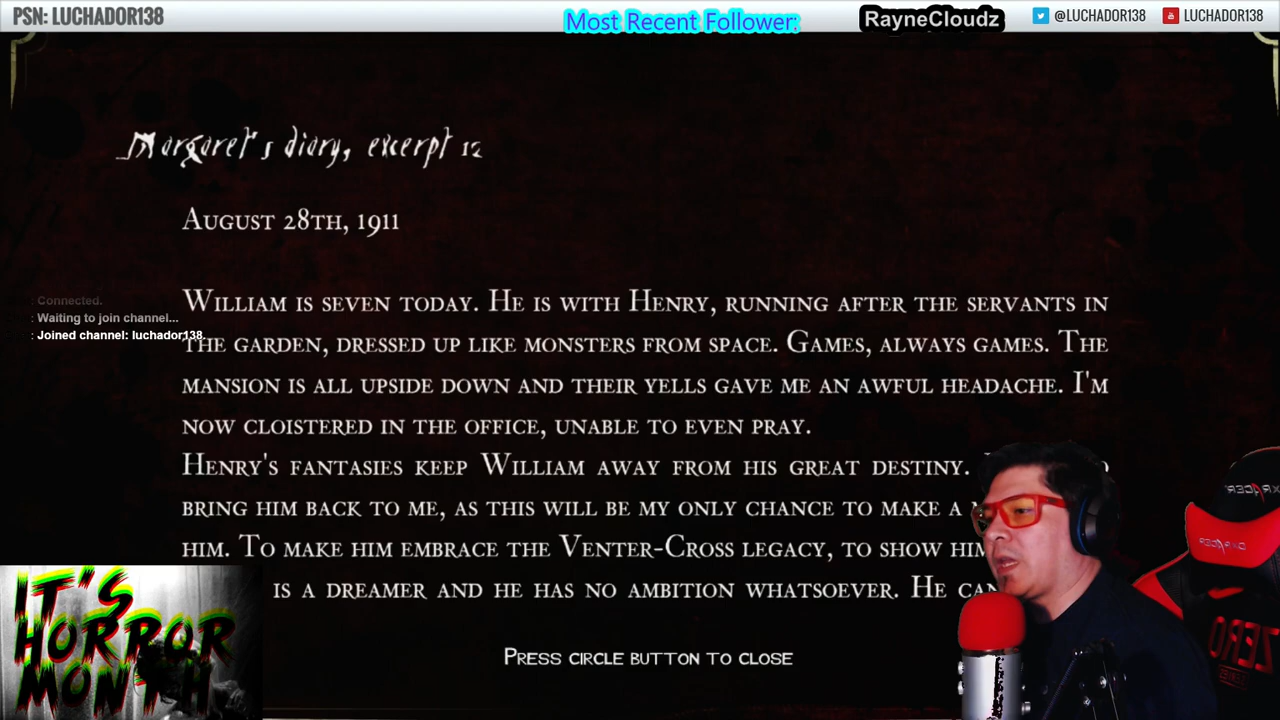 PSN: LUCHADOR138
Most Recent Follower:
RayneCloudz
@LUCHADOR138
LUCHADOR138
Margaret's diary, excerpt 12
August 28th, 1911
: Connected.
: Waiting to join channel...
: Joined channel: luchador138.
William is seven today. He is with Henry, running after the servants in
the garden, dressed up like monsters from space. Games, always games. The
mansion is all upside down and their yells gave me an awful headache. I'm
now cloistered in the office, unable to even pray.
Henry's fantasies keep William away from his great destiny.
bring him back to me, as this will be my only chance to make a
him. To make him embrace the Venter-Cross legacy, to show him
is a dreamer and he has no ambition whatsoever. He
Press circle button to close
IT'S
HORROR
MONTH
ZERO